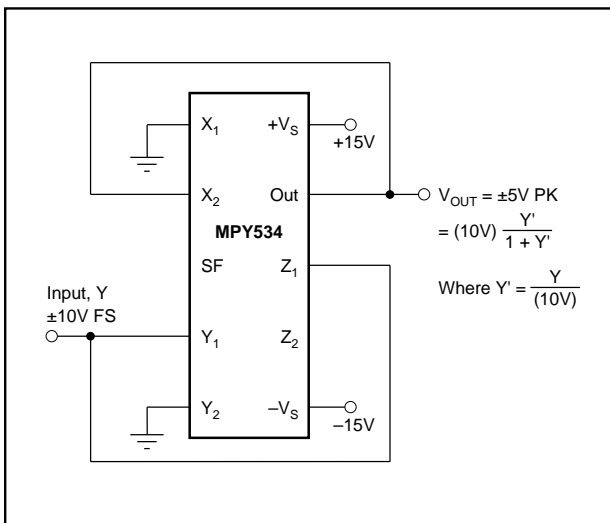 X1
+VS
+15V
X2
Out
VOUT = ±5V PK
MPY534
= (10V) Y' / 1 + Y'
SF
Z1
Input, Y
±10V FS
Where Y' = Y / (10V)
Y1
Z2
Y2
–VS
–15V